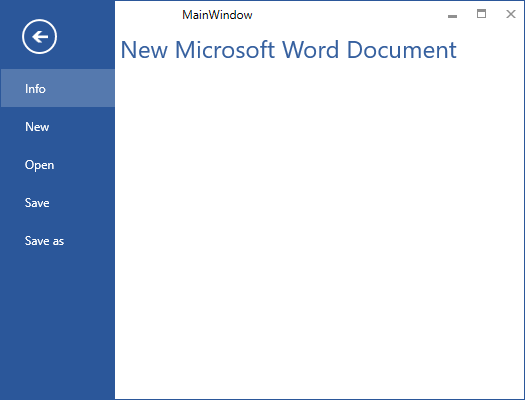 MainWindow
New Microsoft Word Document
Info
New
Open
Save
Save as